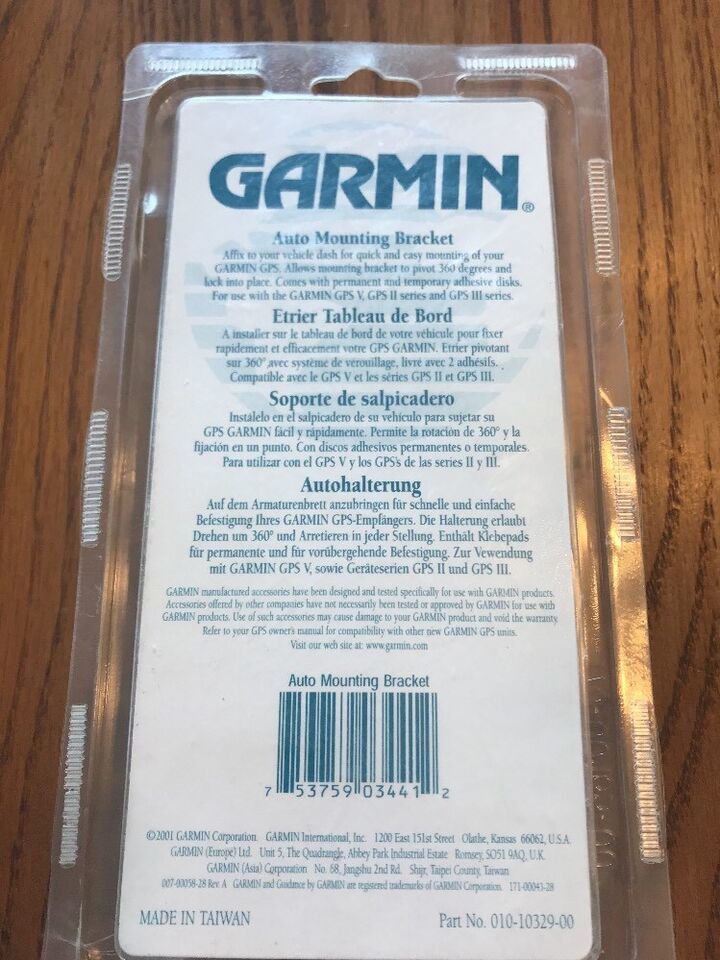 GARMIN®
Auto Mounting Bracket
Affix to your vehicle dash for quick and easy mounting of your
GARMIN GPS. Allows mounting bracket to pivot 360 degrees and
lock into place. Comes with permanent and temporary adhesive disks.
For use with the GARMIN GPS V, GPS II series and GPS III series.
Etrier Tableau de Bord
A installer sur le tableau de bord de votre véhicule pour fixer
rapidement et efficacement votre GPS GARMIN. Etrier pivotant
sur 360° avec système de verouillage, livré avec 2 adhésifs.
Compatible avec le GPS V et les séries GPS II et GPS III.
Soporte de salpicadero
Instálelo en el salpicadero de su vehículo para sujetar su
GPS GARMIN fácil y rápidamente. Permite la rotación de 360° y la
fijación en un punto. Con discos adhesivos permanentes o temporales.
Para utilizar con el GPS V y los GPS's de las series II y III.
Autohalterung
Auf dem Armaturenbrett anzubringen für schnelle und einfache
Befestigung Ihres GARMIN GPS-Empfängers. Die Halterung erlaubt
Drehen um 360° und Arretieren in jeder Stellung. Enthält Klebepads
für permanente und für vorübergehende Befestigung. Zur Verwendung
mit GARMIN GPS V, sowie Geräteserien GPS II und GPS III.
GARMIN manufactured accessories have been designed and tested specifically for use with GARMIN products.
Accessories offered by other companies have not necessarily been tested or approved by GARMIN for use with
GARMIN products. Use of such accessories may cause damage to your GARMIN product and void the warranty.
Refer to your GPS owner's manual for compatibility with other new GARMIN GPS units.
Visit our web site at: www.garmin.com
Auto Mounting Bracket
7 53759 03441 2
©2001 GARMIN Corporation. GARMIN International, Inc. 1200 East 151st Street Olathe, Kansas 66062, U.S.A.
GARMIN (Europe) Ltd. Unit 5, The Quadrangle, Abbey Park Industrial Estate Romsey, SO51 9AQ, U.K.
GARMIN (Asia) Corporation No. 68, Jangshu 2nd Rd. Shijr, Taipei County, Taiwan
007-00058-28 Rev. A GARMIN and Guidance by GARMIN are registered trademarks of GARMIN Corporation. 171-00043-28
MADE IN TAIWAN Part No. 010-10329-00